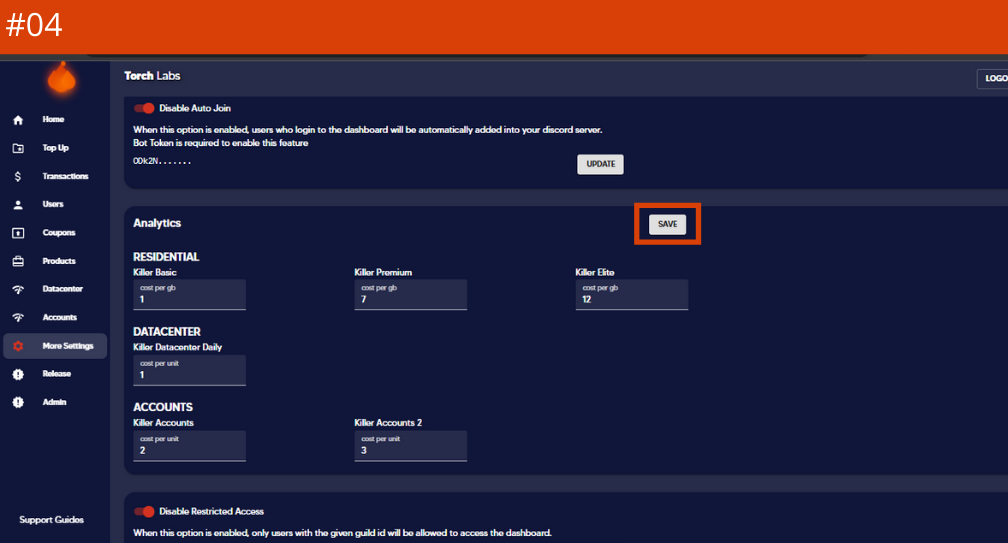 #04
Torch Labs
LOGO
Disable Auto Join
When this option is enabled, users who login to the dashboard will be automatically added into your discord server.
Bot Token is required to enable this feature
ODk2N.......
UPDATE
Home
Top Up
Transactions
Users
Coupons
Products
Datacenter
Accounts
More Settings
Release
Admin
Support Guides
Analytics
SAVE
RESIDENTIAL
Killer Basic
cost per gb
1
Killer Premium
cost per gb
7
Killer Elite
cost per gb
12
DATACENTER
Killer Datacenter Daily
cost per unit
1
ACCOUNTS
Killer Accounts
cost per unit
2
Killer Accounts 2
cost per unit
3
Disable Restricted Access
When this option is enabled, only users with the given guild id will be allowed to access the dashboard.